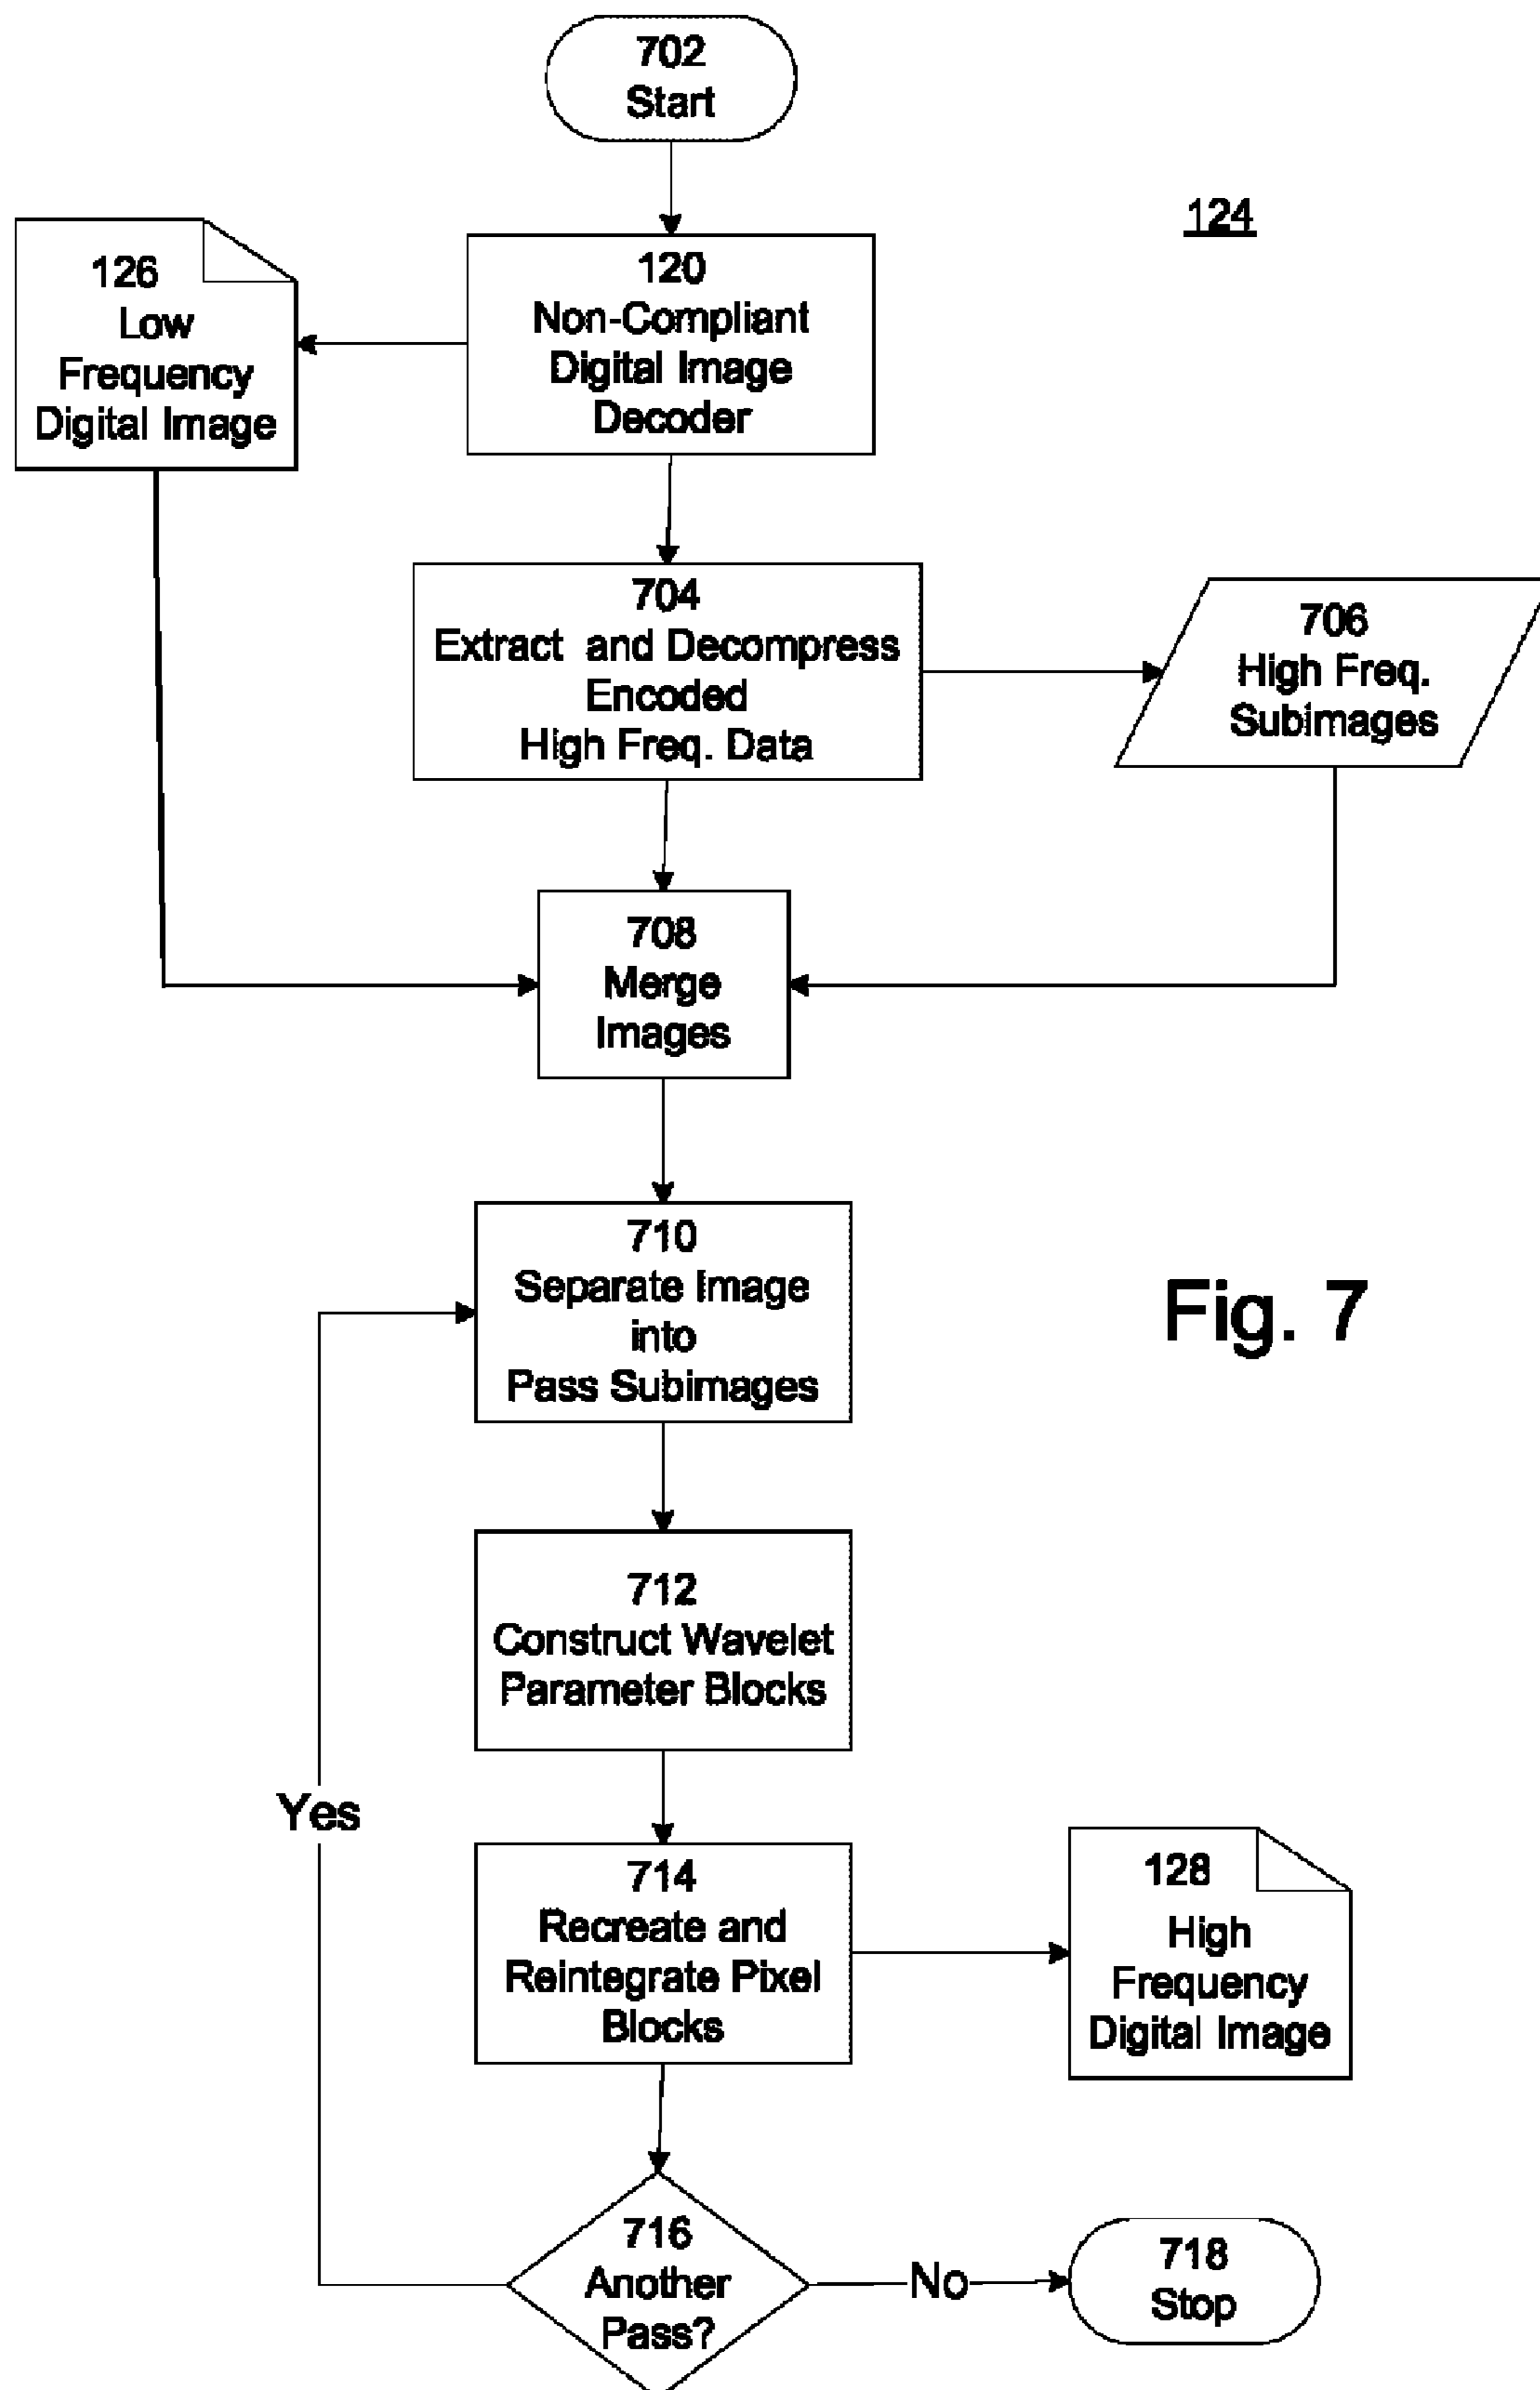 702
Start
124
126
Low
Frequency
Digital Image
120
Non-Compliant
Digital Image
Decoder
704
Extract and Decompress
Encoded
High Freq. Data
706
High Freq.
Subimages
708
Merge
Images
710
Separate Image
into
Pass Subimages
Fig. 7
712
Construct Wavelet
Parameter Blocks
Yes
714
Recreate and
Reintegrate Pixel
Blocks
128
High
Frequency
Digital Image
716
Another
Pass?
No
718
Stop